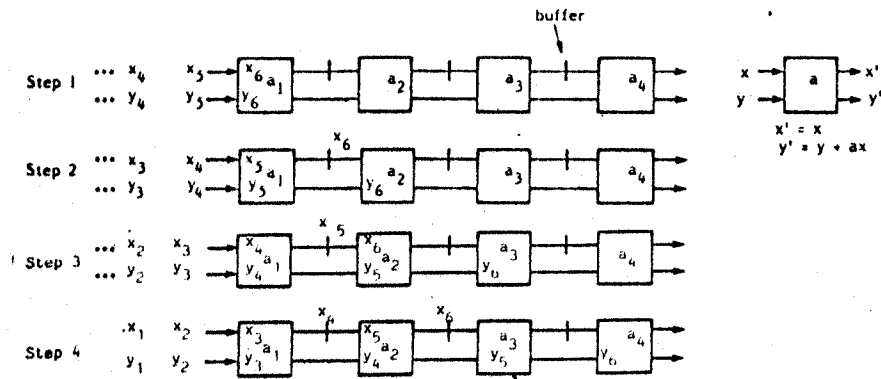 buffer
Step 1 ... x4 x5 x6 a1 a2 a3 a4 x a x'
... y4 y5 y6 y y'
x' = x
y' = y + ax
x6
Step 2 ... x3 x4 x5 a1 a2 a3 a4
... y3 y4 y5 y6
x5
Step 3 ... x2 x3 x4 a1 x6 a2 a3 a4
... y2 y3 y4 y5 y6
x4 x6
Step 4 x1 x2 x3 a1 x5 a2 a3 a4
y1 y2 y3 y4 y5 y6